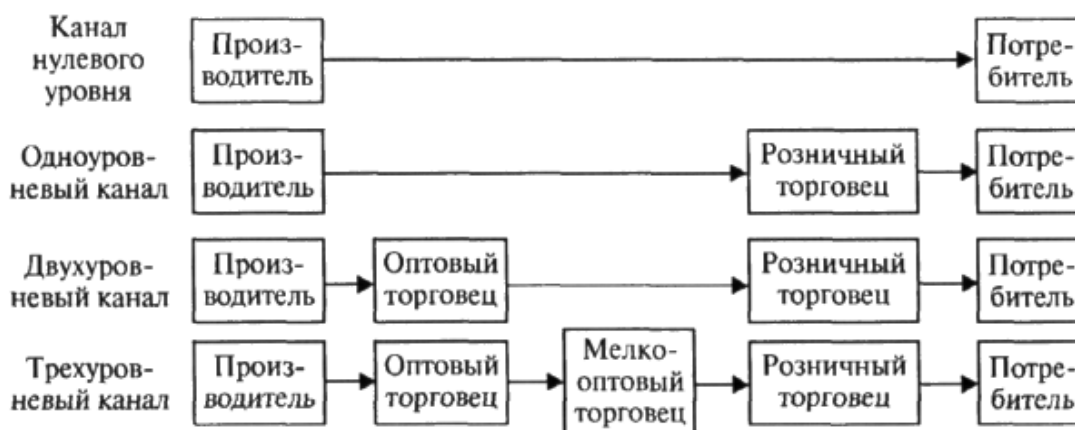 Канал
нулевого
уровня
Произ-
водитель
Потре-
битель
Одноуров-
невый канал
Произ-
водитель
Розничный
торговец
Потре-
битель
Двухуров-
невый канал
Произ-
водитель
Оптовый
торговец
Розничный
торговец
Потре-
битель
Трехуров-
невый канал
Произ-
водитель
Оптовый
торговец
Мелко-
оптовый
торговец
Розничный
торговец
Потре-
битель